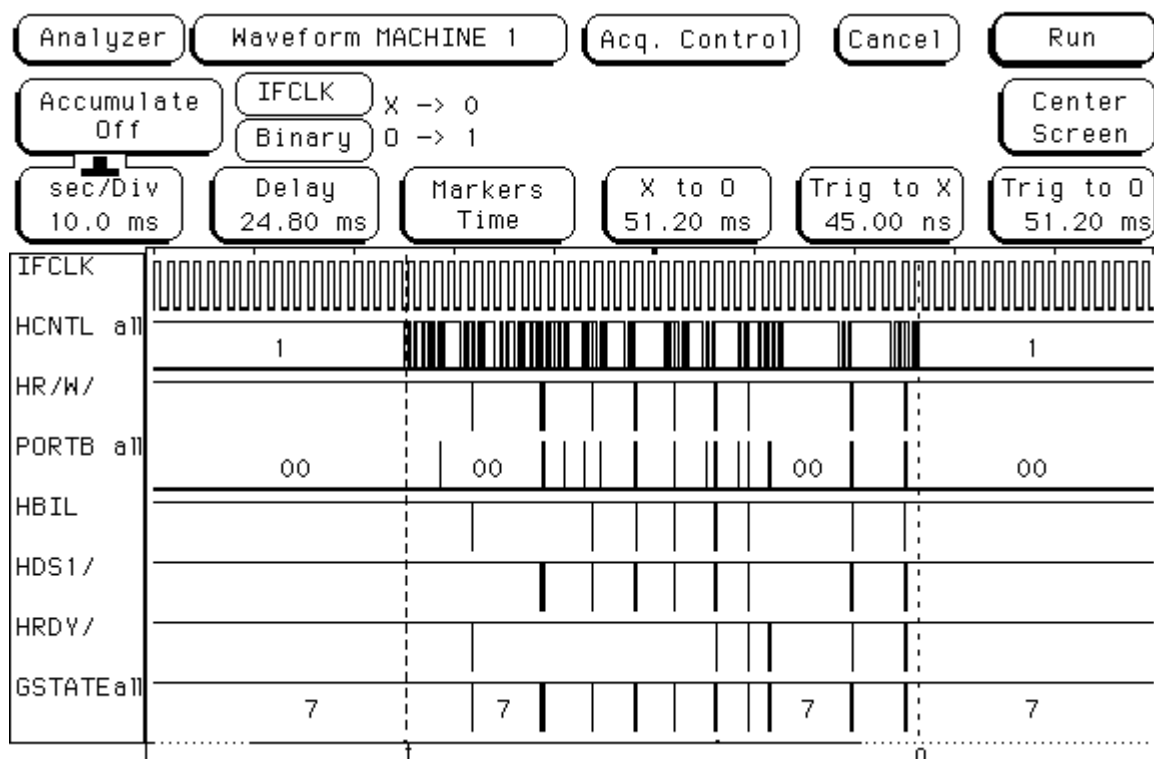 Analyzer Waveform MACHINE 1 Acq. Control Cancel Run
Accumulate Off IFCLK X -> 0 Center Screen
Binary O -> 1
sec/Div Delay Markers X to O Trig to X Trig to O
10.0 ms 24.80 ms Time 51.20 ms 45.00 ns 51.20 ms
IFCLK
HCNTL all 1 1
HR/W/
PORTB all 00 00 00 00
HBIL
HDS1/
HRDY/
GSTATEall 7 7 7 7